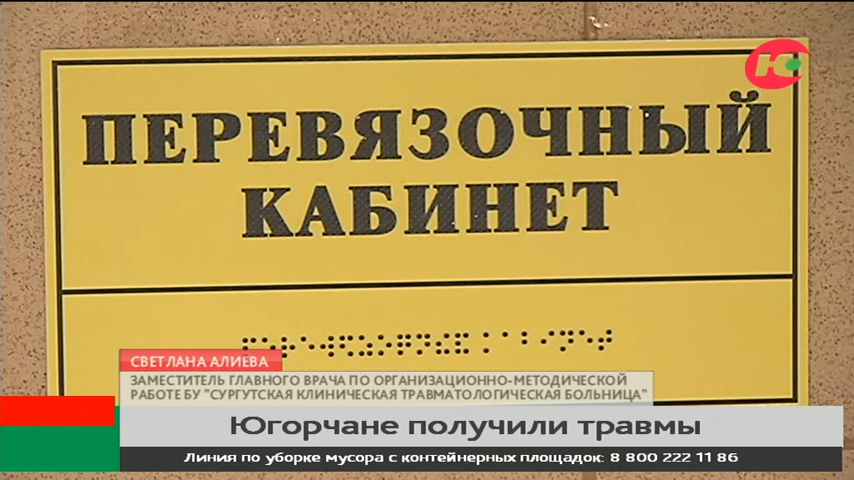 Ю
ПЕРЕВЯЗОЧНЫЙ
КАБИНЕТ
СВЕТЛАНА АЛИЕВА
ЗАМЕСТИТЕЛЬ ГЛАВНОГО ВРАЧА ПО ОРГАНИЗАЦИОННО-МЕТОДИЧЕСКОЙ
РАБОТЕ БУ "СУРГУТСКАЯ КЛИНИЧЕСКАЯ ТРАВМАТОЛОГИЧЕСКАЯ БОЛЬНИЦА"
Югорчане получили травмы
Линия по уборке мусора с контейнерных площадок: 8 800 222 11 86